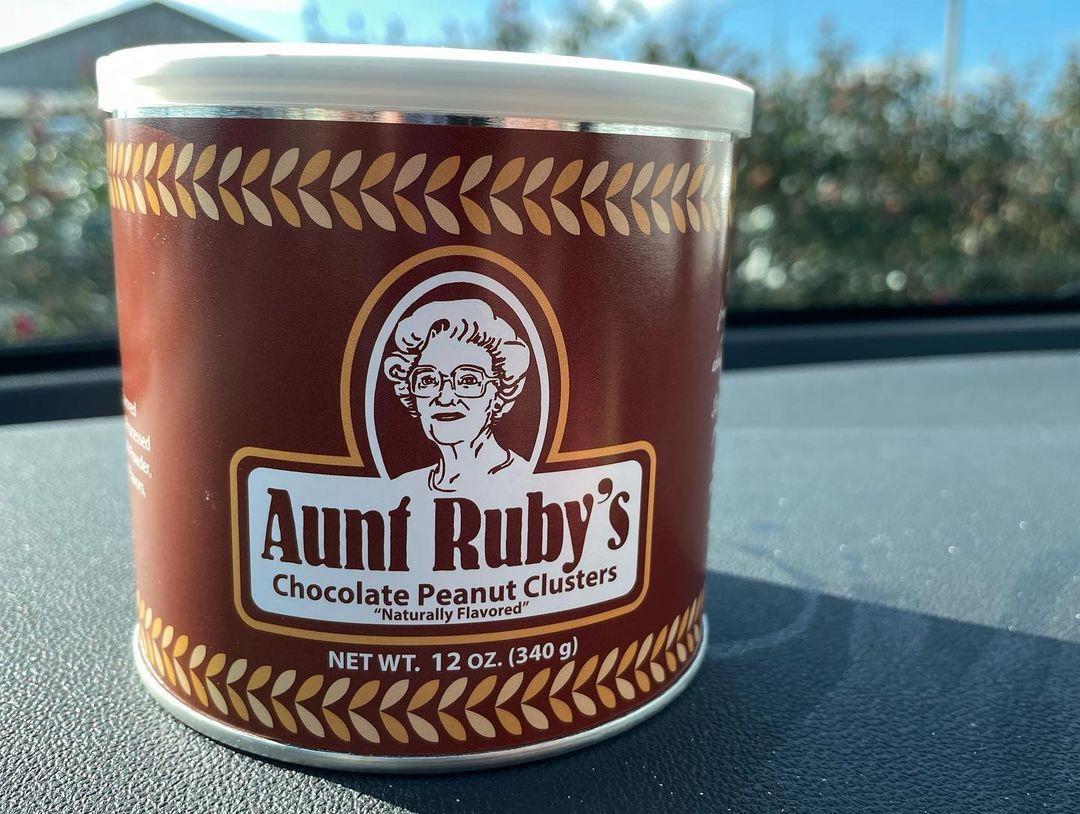 Aunt Ruby's
Chocolate Peanut Clusters
"Naturally Flavored"
NET WT. 12 OZ. (340 g)